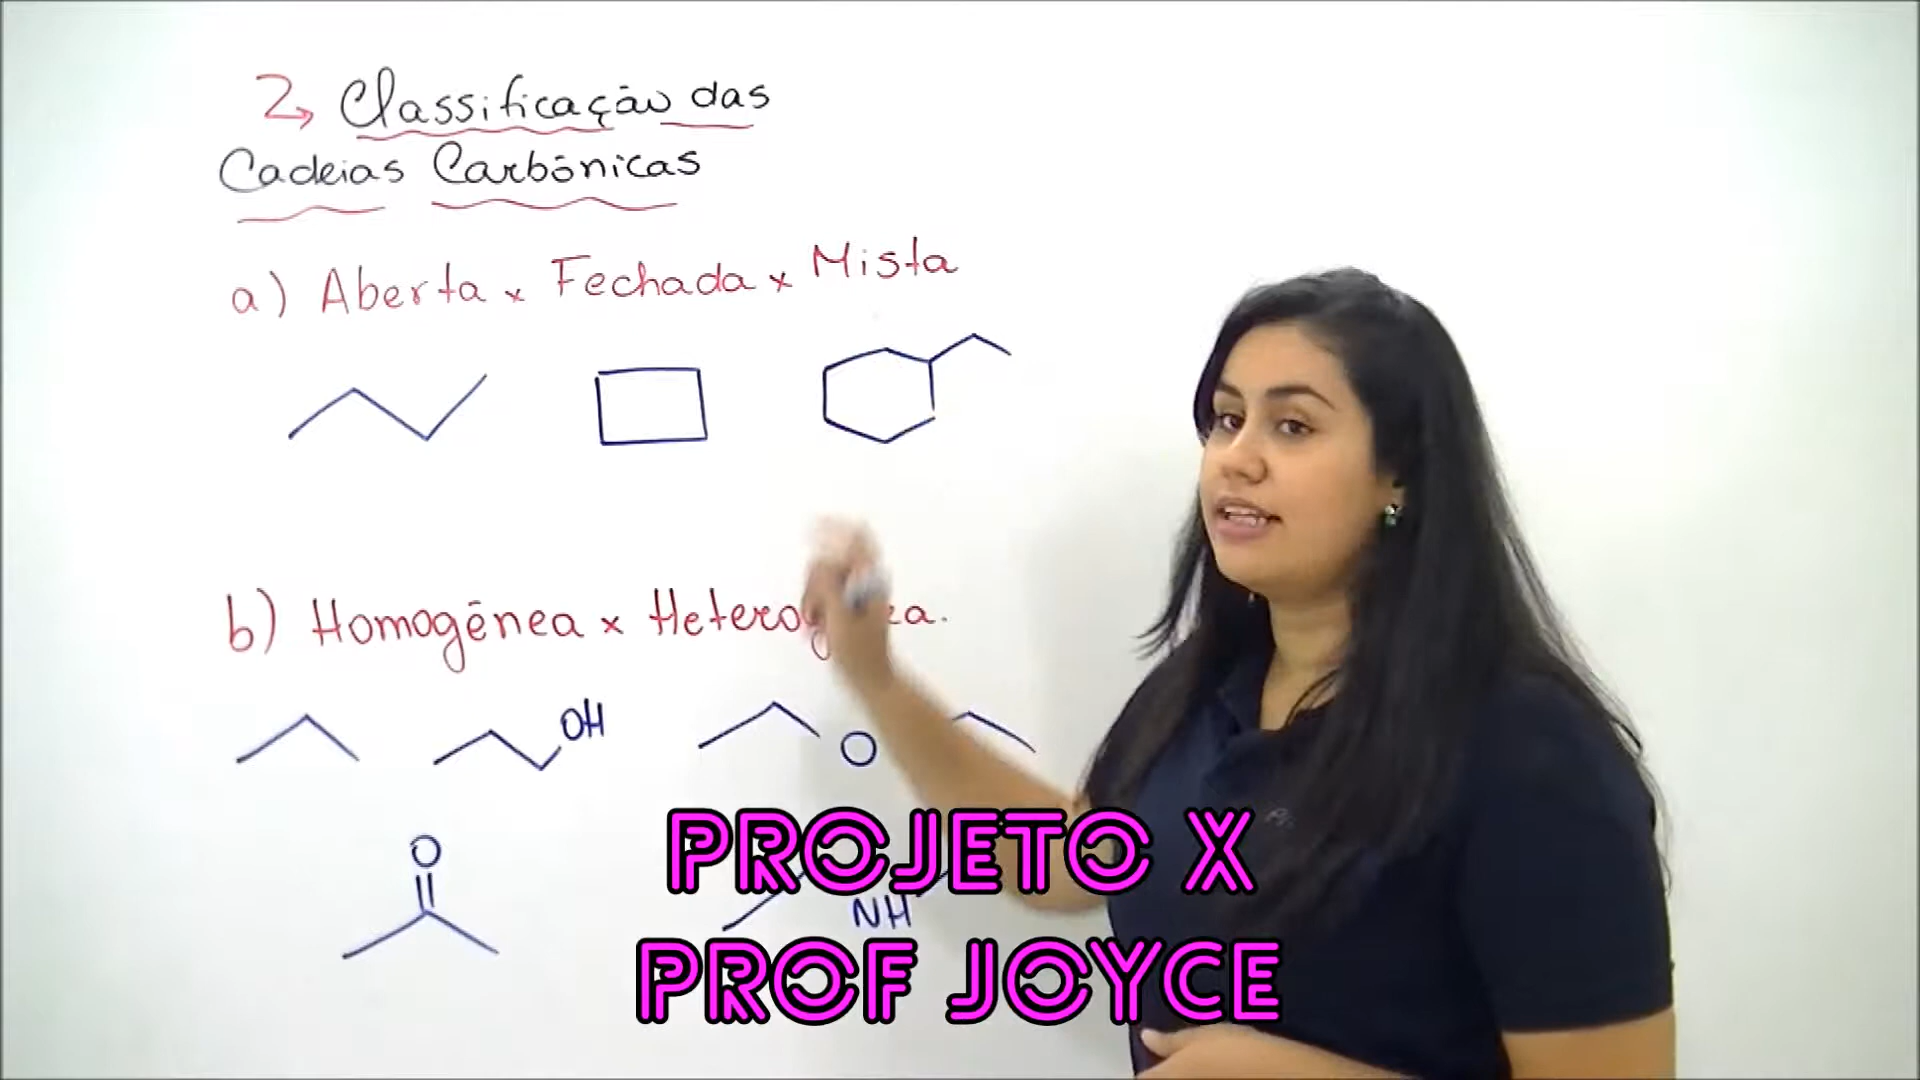 2→ Classificação das
Cadeias Carbônicas
a) Aberta x Fechada x Mista
b) Homogênea x
OH
O
O
NH
PROJETO X
PROF JOYCE